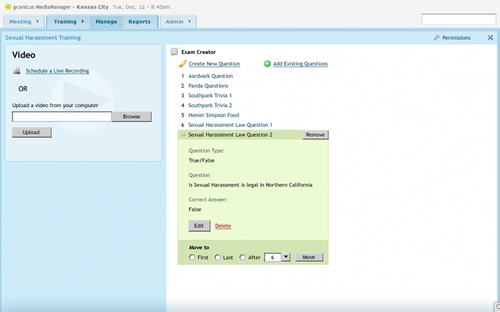 granicus MediaManager - Kansas City Tue, Dec, 12 - 8:45pm
Meeting Training Manage Reports Admin
Sexual Harassment Training
Permissions
Video
Schedule a Live Recording
OR
Upload a video from your computer
Browse
Upload
Exam Creator
Create New Question Add Existing Questions
1 Aardvark Question
2 Panda Questions
3 Southpark Trivia 1
4 Southpark Trivia 2
5 Homer Simpson Food
6 Sexual Harassment Law Question 1
Sexual Harassment Law Question 2 Remove
Question Type:
True/False
Question
Is Sexual Harassment is legal in Northern California
Correct Answer:
False
Edit Delete
Move to
First Last After 6 Move